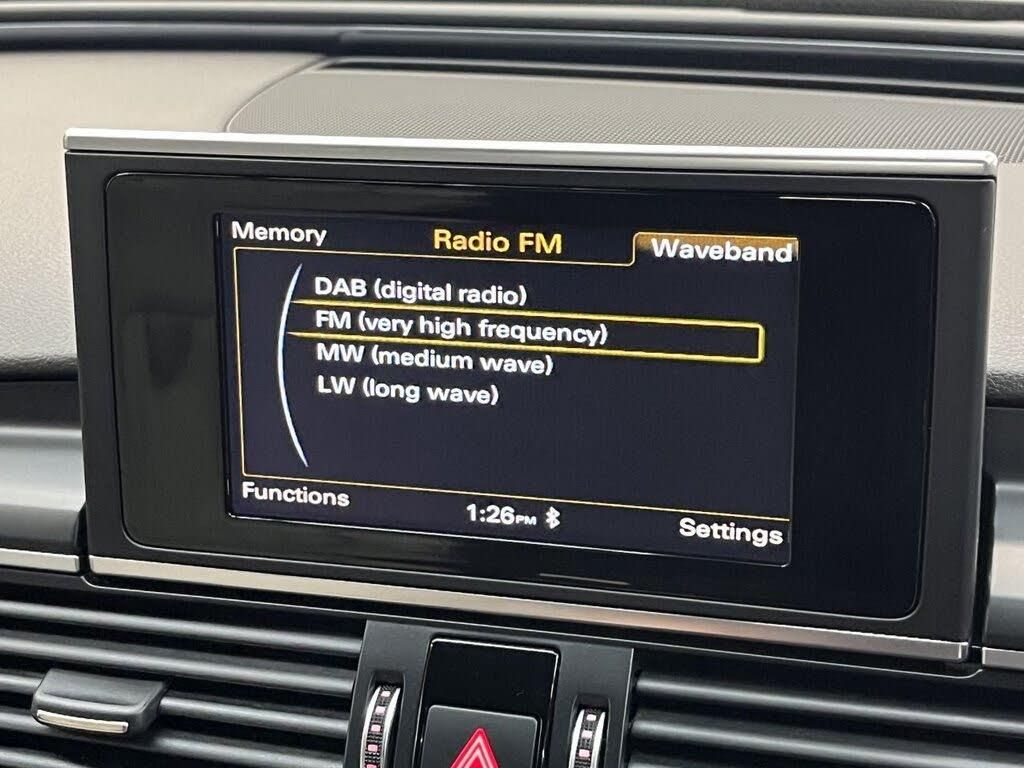 Memory
Radio FM
Waveband
DAB (digital radio)
FM (very high frequency)
MW (medium wave)
LW (long wave)
Functions
1:26PM
Settings